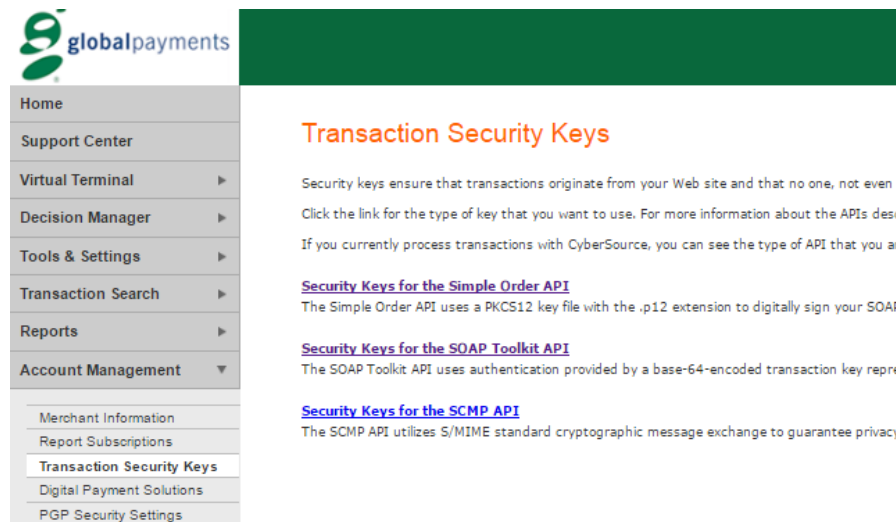 globalpayments
Home
Support Center
Virtual Terminal
Decision Manager
Tools & Settings
Transaction Search
Reports
Account Management
Merchant Information
Report Subscriptions
Transaction Security Keys
Digital Payment Solutions
PGP Security Settings
Transaction Security Keys
Security keys ensure that transactions originate from your Web site and that no one, not even
Click the link for the type of key that you want to use. For more information about the APIs des
If you currently process transactions with CyberSource, you can see the type of API that you a
Security Keys for the Simple Order API
The Simple Order API uses a PKCS12 key file with the .p12 extension to digitally sign your SOAP
Security Keys for the SOAP Toolkit API
The SOAP Toolkit API uses authentication provided by a base-64-encoded transaction key repre
Security Keys for the SCMP API
The SCMP API utilizes S/MIME standard cryptographic message exchange to guarantee privacy